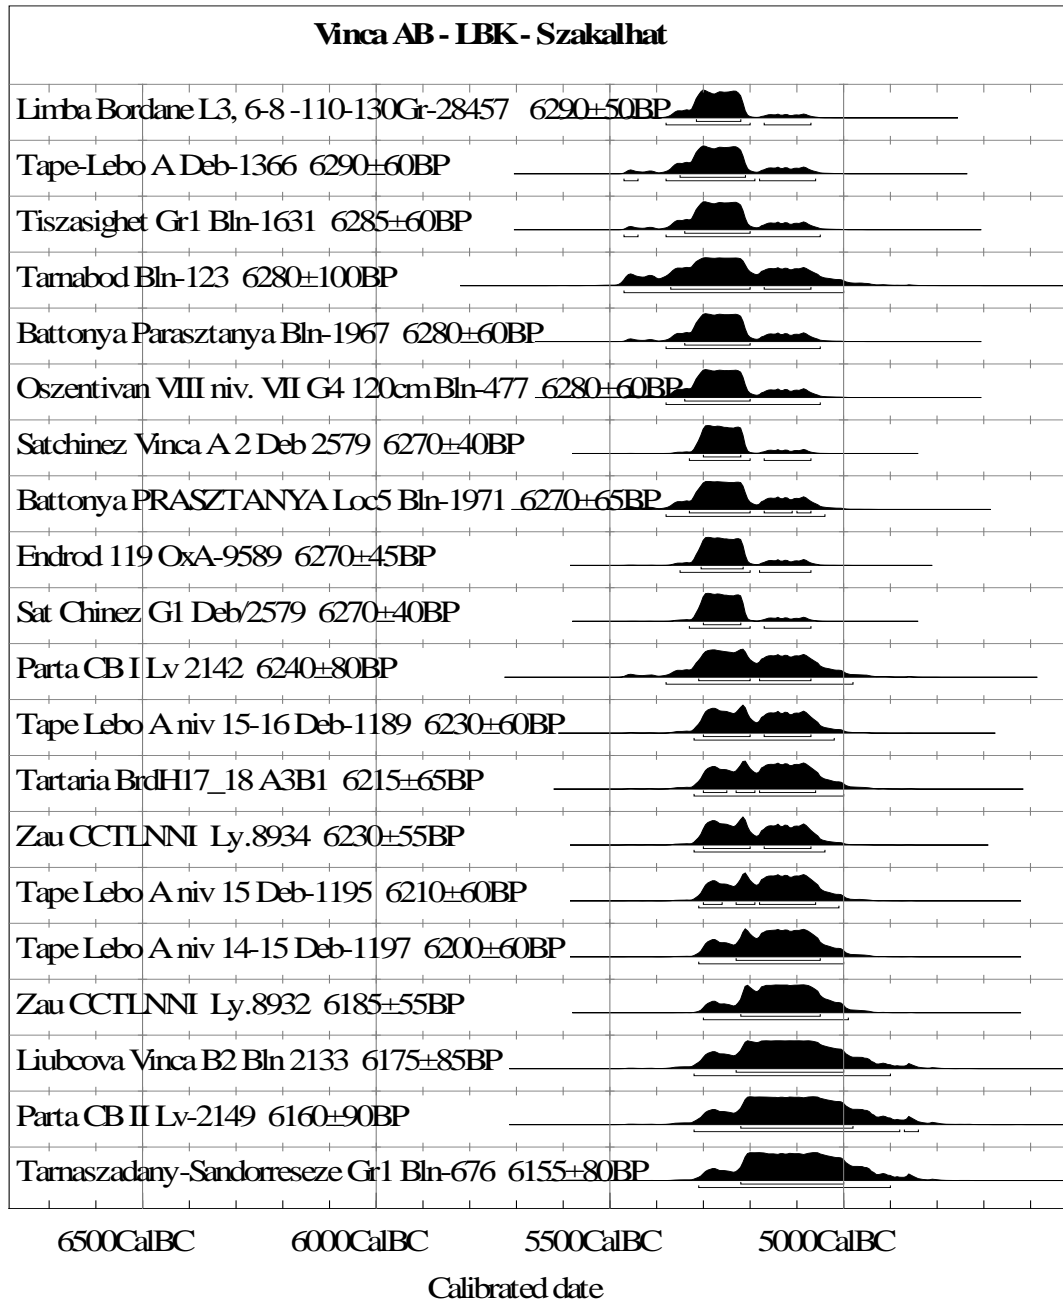 Vinca AB - LBK - Szakalhat
Limba Bordane L3, 6-8 -110-130Gr-28457 6290±50BP
Tape-Lebo A Deb-1366 6290±60BP
Tiszasighet Gr1 Bln-1631 6285±60BP
Tarnabod Bln-123 6280±100BP
Battonya Parasztanya Bln-1967 6280±60BP
Oszentivan VIII niv. VII G4 120cm Bln-477 6280±60BP
Satchinez Vinca A 2 Deb 2579 6270±40BP
Battonya PRASZTANYA Loc5 Bln-1971 6270±65BP
Endrod 119 OxA-9589 6270±45BP
Sat Chinez G1 Deb/2579 6270±40BP
Parta CB I Lv 2142 6240±80BP
Tape Lebo A niv 15-16 Deb-1189 6230±60BP
Tartaria BrdH17_18 A3B1 6215±65BP
Zau CCTLNNI Ly.8934 6230±55BP
Tape Lebo A niv 15 Deb-1195 6210±60BP
Tape Lebo A niv 14-15 Deb-1197 6200±60BP
Zau CCTLNNI Ly.8932 6185±55BP
Liubcova Vinca B2 Bln 2133 6175±85BP
Parta CB II Lv-2149 6160±90BP
Tarnaszadany-Sandorreseze Gr1 Bln-676 6155±80BP
6500CalBC 6000CalBC 5500CalBC 5000CalBC
Calibrated date